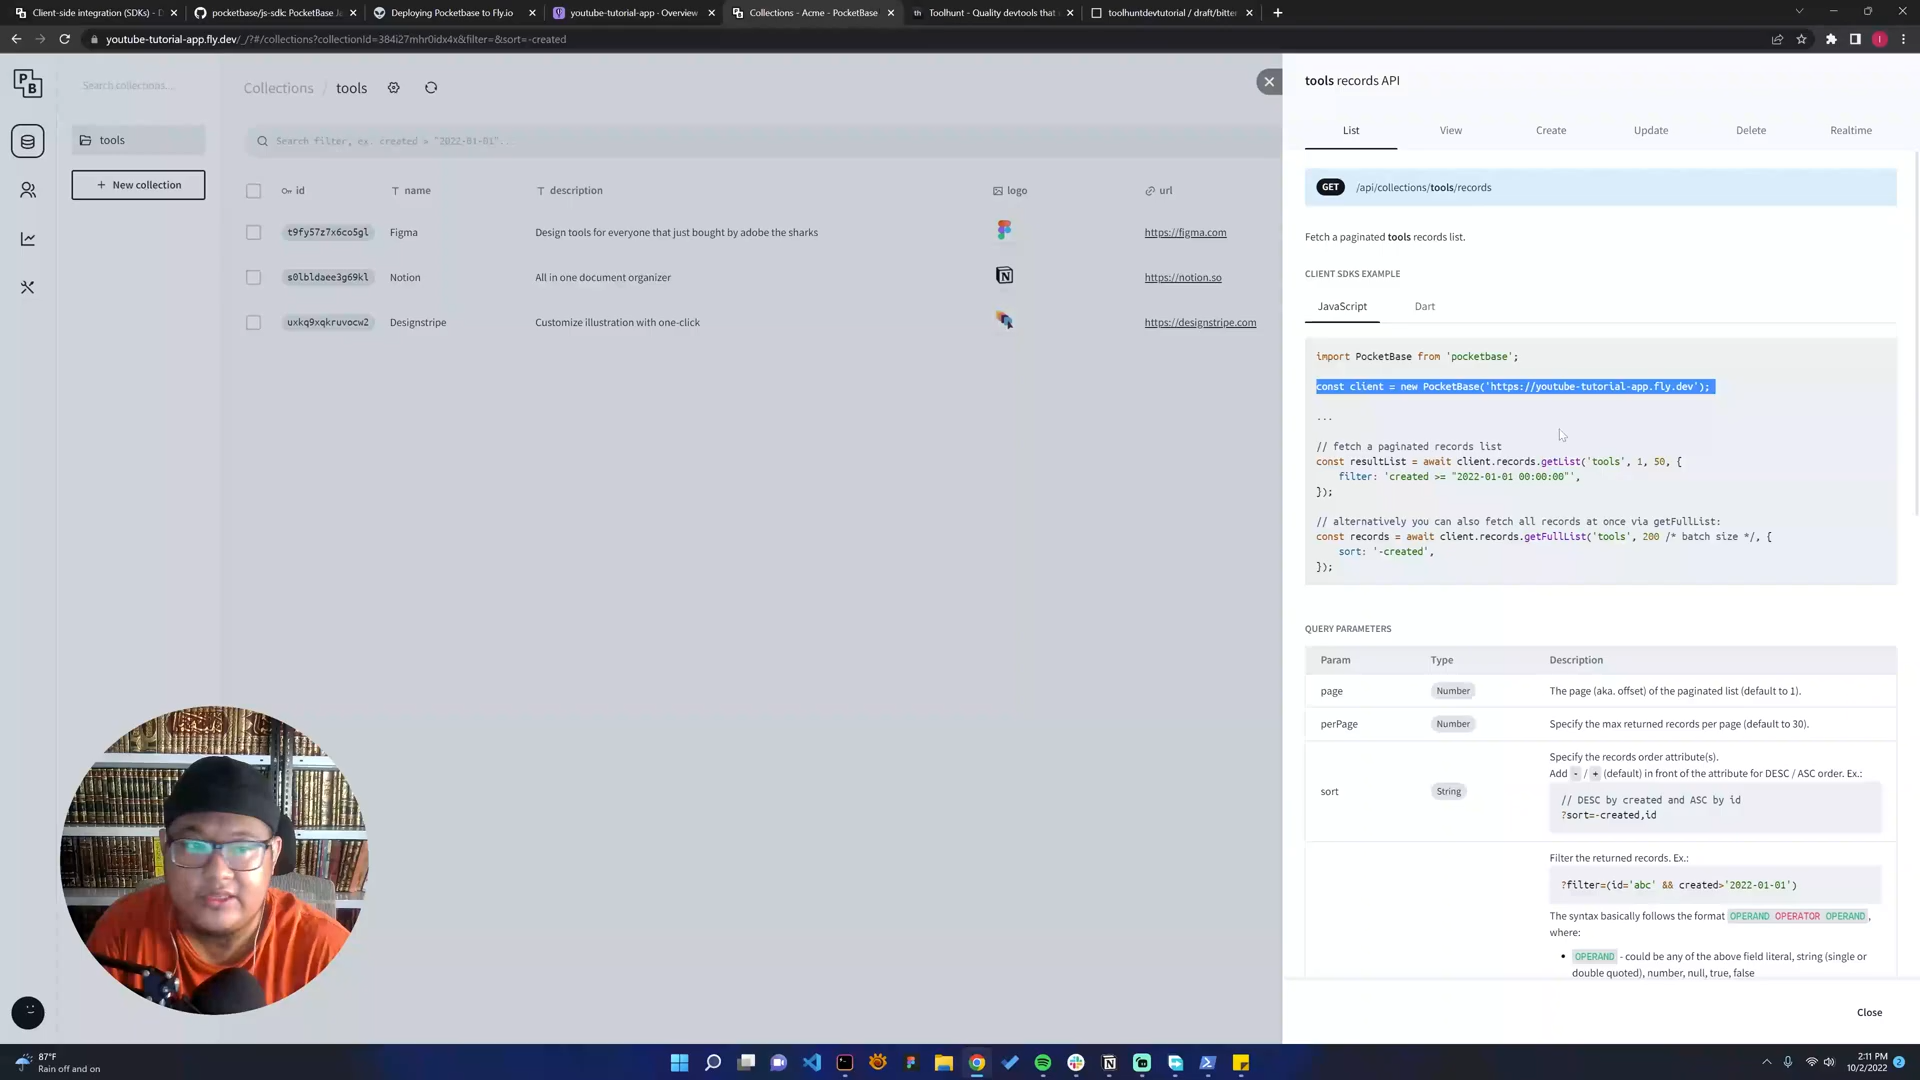 Client-side integration (SDKs) - D
pocketbase/js-sdk: PocketBase J
Deploying Pocketbase to Fly.io
youtube-tutorial-app · Overview
Collections - Acme - PocketBase
Toolhunt - Quality devtools that
toolhuntdevtutorial / draft/bitter
youtube-tutorial-app.fly.dev/_/?#/collections?collectionId=384i27mhr0idx4x&filter=&sort=-created
PB
Search collections...
tools
+ New collection
Collections / tools
Search filter, ex. created > "2022-01-01"...
id name description logo url
t9fy57z7x6co5gl Figma Design tools for everyone that just bought by adobe the sharks https://figma.com
s0lbldaee3g69kl Notion All in one document organizer https://notion.so
uxkq9xqkruvocw2 Designstripe Customize illustration with one-click https://designstripe.com
tools records API
List View Create Update Delete Realtime
GET /api/collections/tools/records
Fetch a paginated tools records list.
CLIENT SDKS EXAMPLE
JavaScript Dart
import PocketBase from 'pocketbase';
const client = new PocketBase('https://youtube-tutorial-app.fly.dev');
...
// fetch a paginated records list
const resultList = await client.records.getList('tools', 1, 50, {
filter: 'created >= "2022-01-01 00:00:00"',
});
// alternatively you can also fetch all records at once via getFullList:
const records = await client.records.getFullList('tools', 200 /* batch size */, {
sort: '-created',
});
QUERY PARAMETERS
Param Type Description
page Number The page (aka. offset) of the paginated list (default to 1).
perPage Number Specify the max returned records per page (default to 30).
sort String Specify the records order attribute(s).
Add - / + (default) in front of the attribute for DESC / ASC order. Ex.:
// DESC by created and ASC by id
?sort=-created,id
Filter the returned records. Ex.:
?filter=(id='abc' && created>'2022-01-01')
The syntax basically follows the format OPERAND OPERATOR OPERAND,
where:
• OPERAND - could be any of the above field literal, string (single or
double quoted), number, null, true, false
Close
87°F
Rain off and on
2:11 PM
10/2/2022
2